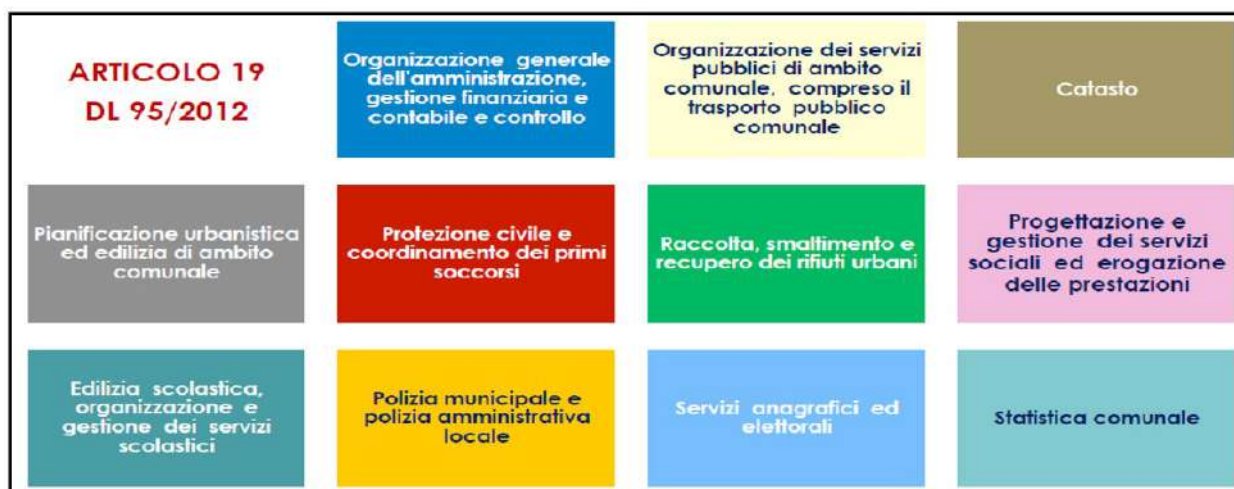 ARTICOLO 19
DL 95/2012
Organizzazione generale
dell'amministrazione,
gestione finanziaria e
contabile e controllo
Organizzazione dei servizi
pubblici di ambito
comunale, compreso il
trasporto pubblico
comunale
Catasto
Pianificazione urbanistica
ed edilizia di ambito
comunale
Protezione civile e
coordinamento dei primi
soccorsi
Raccolta, smaltimento e
recupero dei rifiuti urbani
Progettazione e
gestione dei servizi
sociali ed erogazione
delle prestazioni
Edilizia scolastica,
organizzazione e
gestione dei servizi
scolastici
Polizia municipale e
polizia amministrativa
locale
Servizi anagrafici ed
elettorali
Statistica comunale